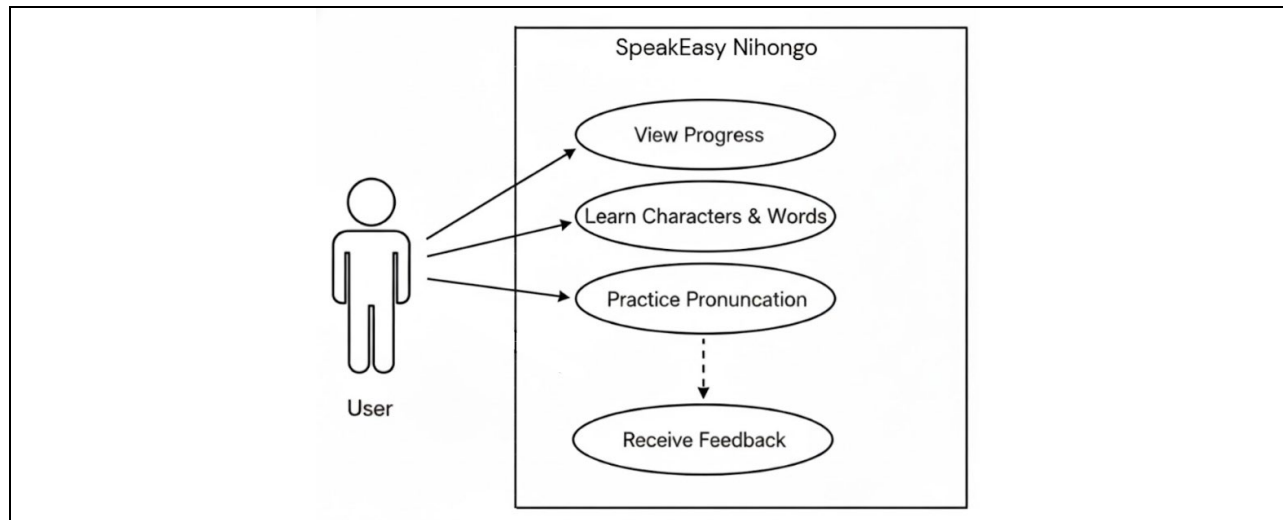 SpeakEasy Nihongo
View Progress
Learn Characters & Words
Practice Pronuncation
Receive Feedback
User